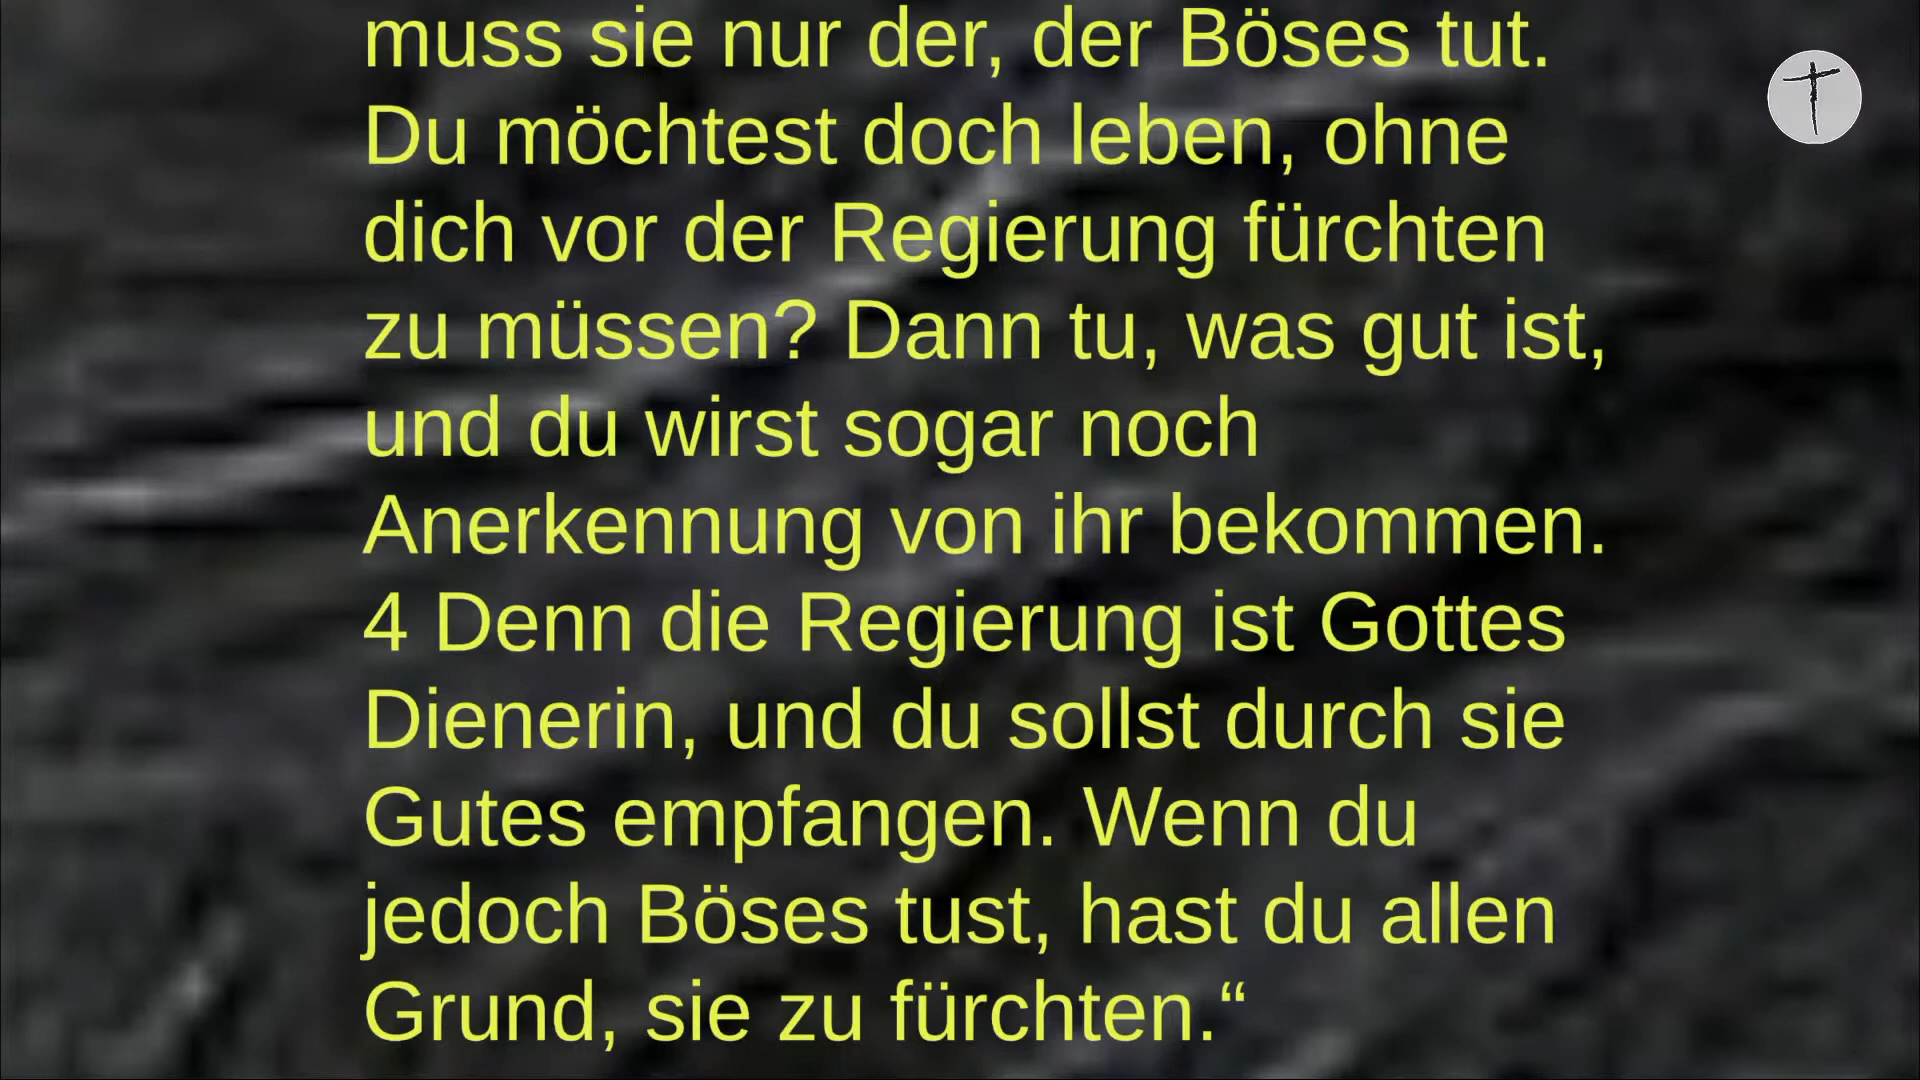 muss sie nur der, der Böses tut.
Du möchtest doch leben, ohne
dich vor der Regierung fürchten
zu müssen? Dann tu, was gut ist,
und du wirst sogar noch
Anerkennung von ihr bekommen.
4 Denn die Regierung ist Gottes
Dienerin, und du sollst durch sie
Gutes empfangen. Wenn du
jedoch Böses tust, hast du allen
Grund, sie zu fürchten.“